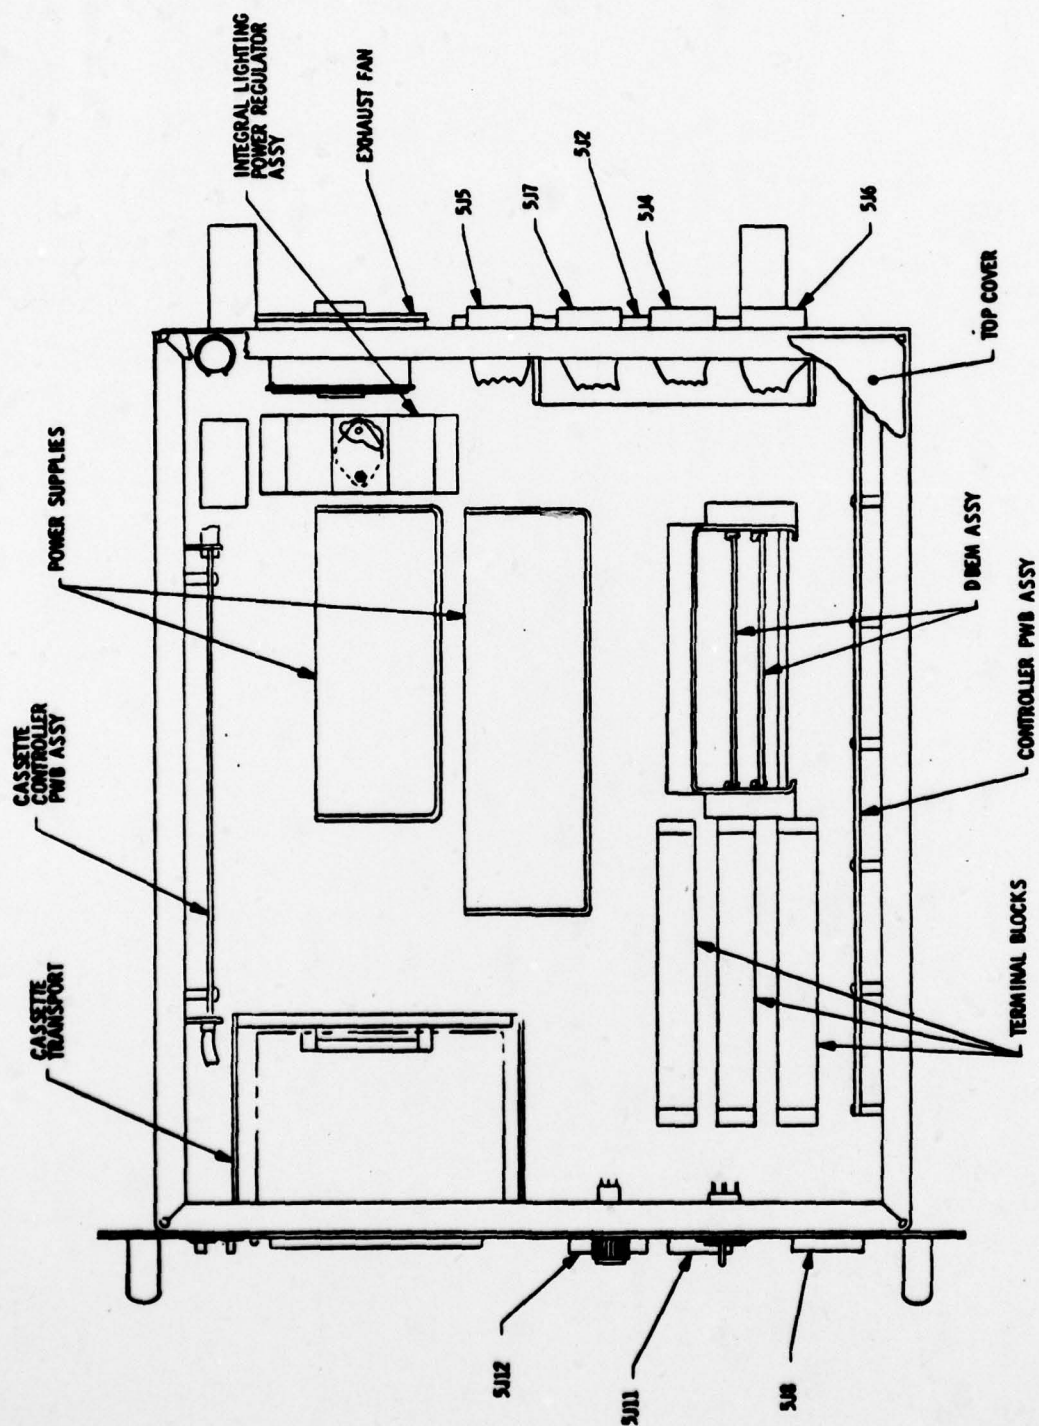 CASSETTE
TRANSPORT
CASSETTE
CONTROLLER
PWB ASSY
POWER SUPPLIES
INTEGRAL LIGHTING
POWER REGULATOR
ASSY
EXHAUST FAN
5J5
5J7
5J2
5J4
5J6
TOP COVER
DBEM ASSY
CONTROLLER PWB ASSY
TERMINAL BLOCKS
5J12
5J11
5J8